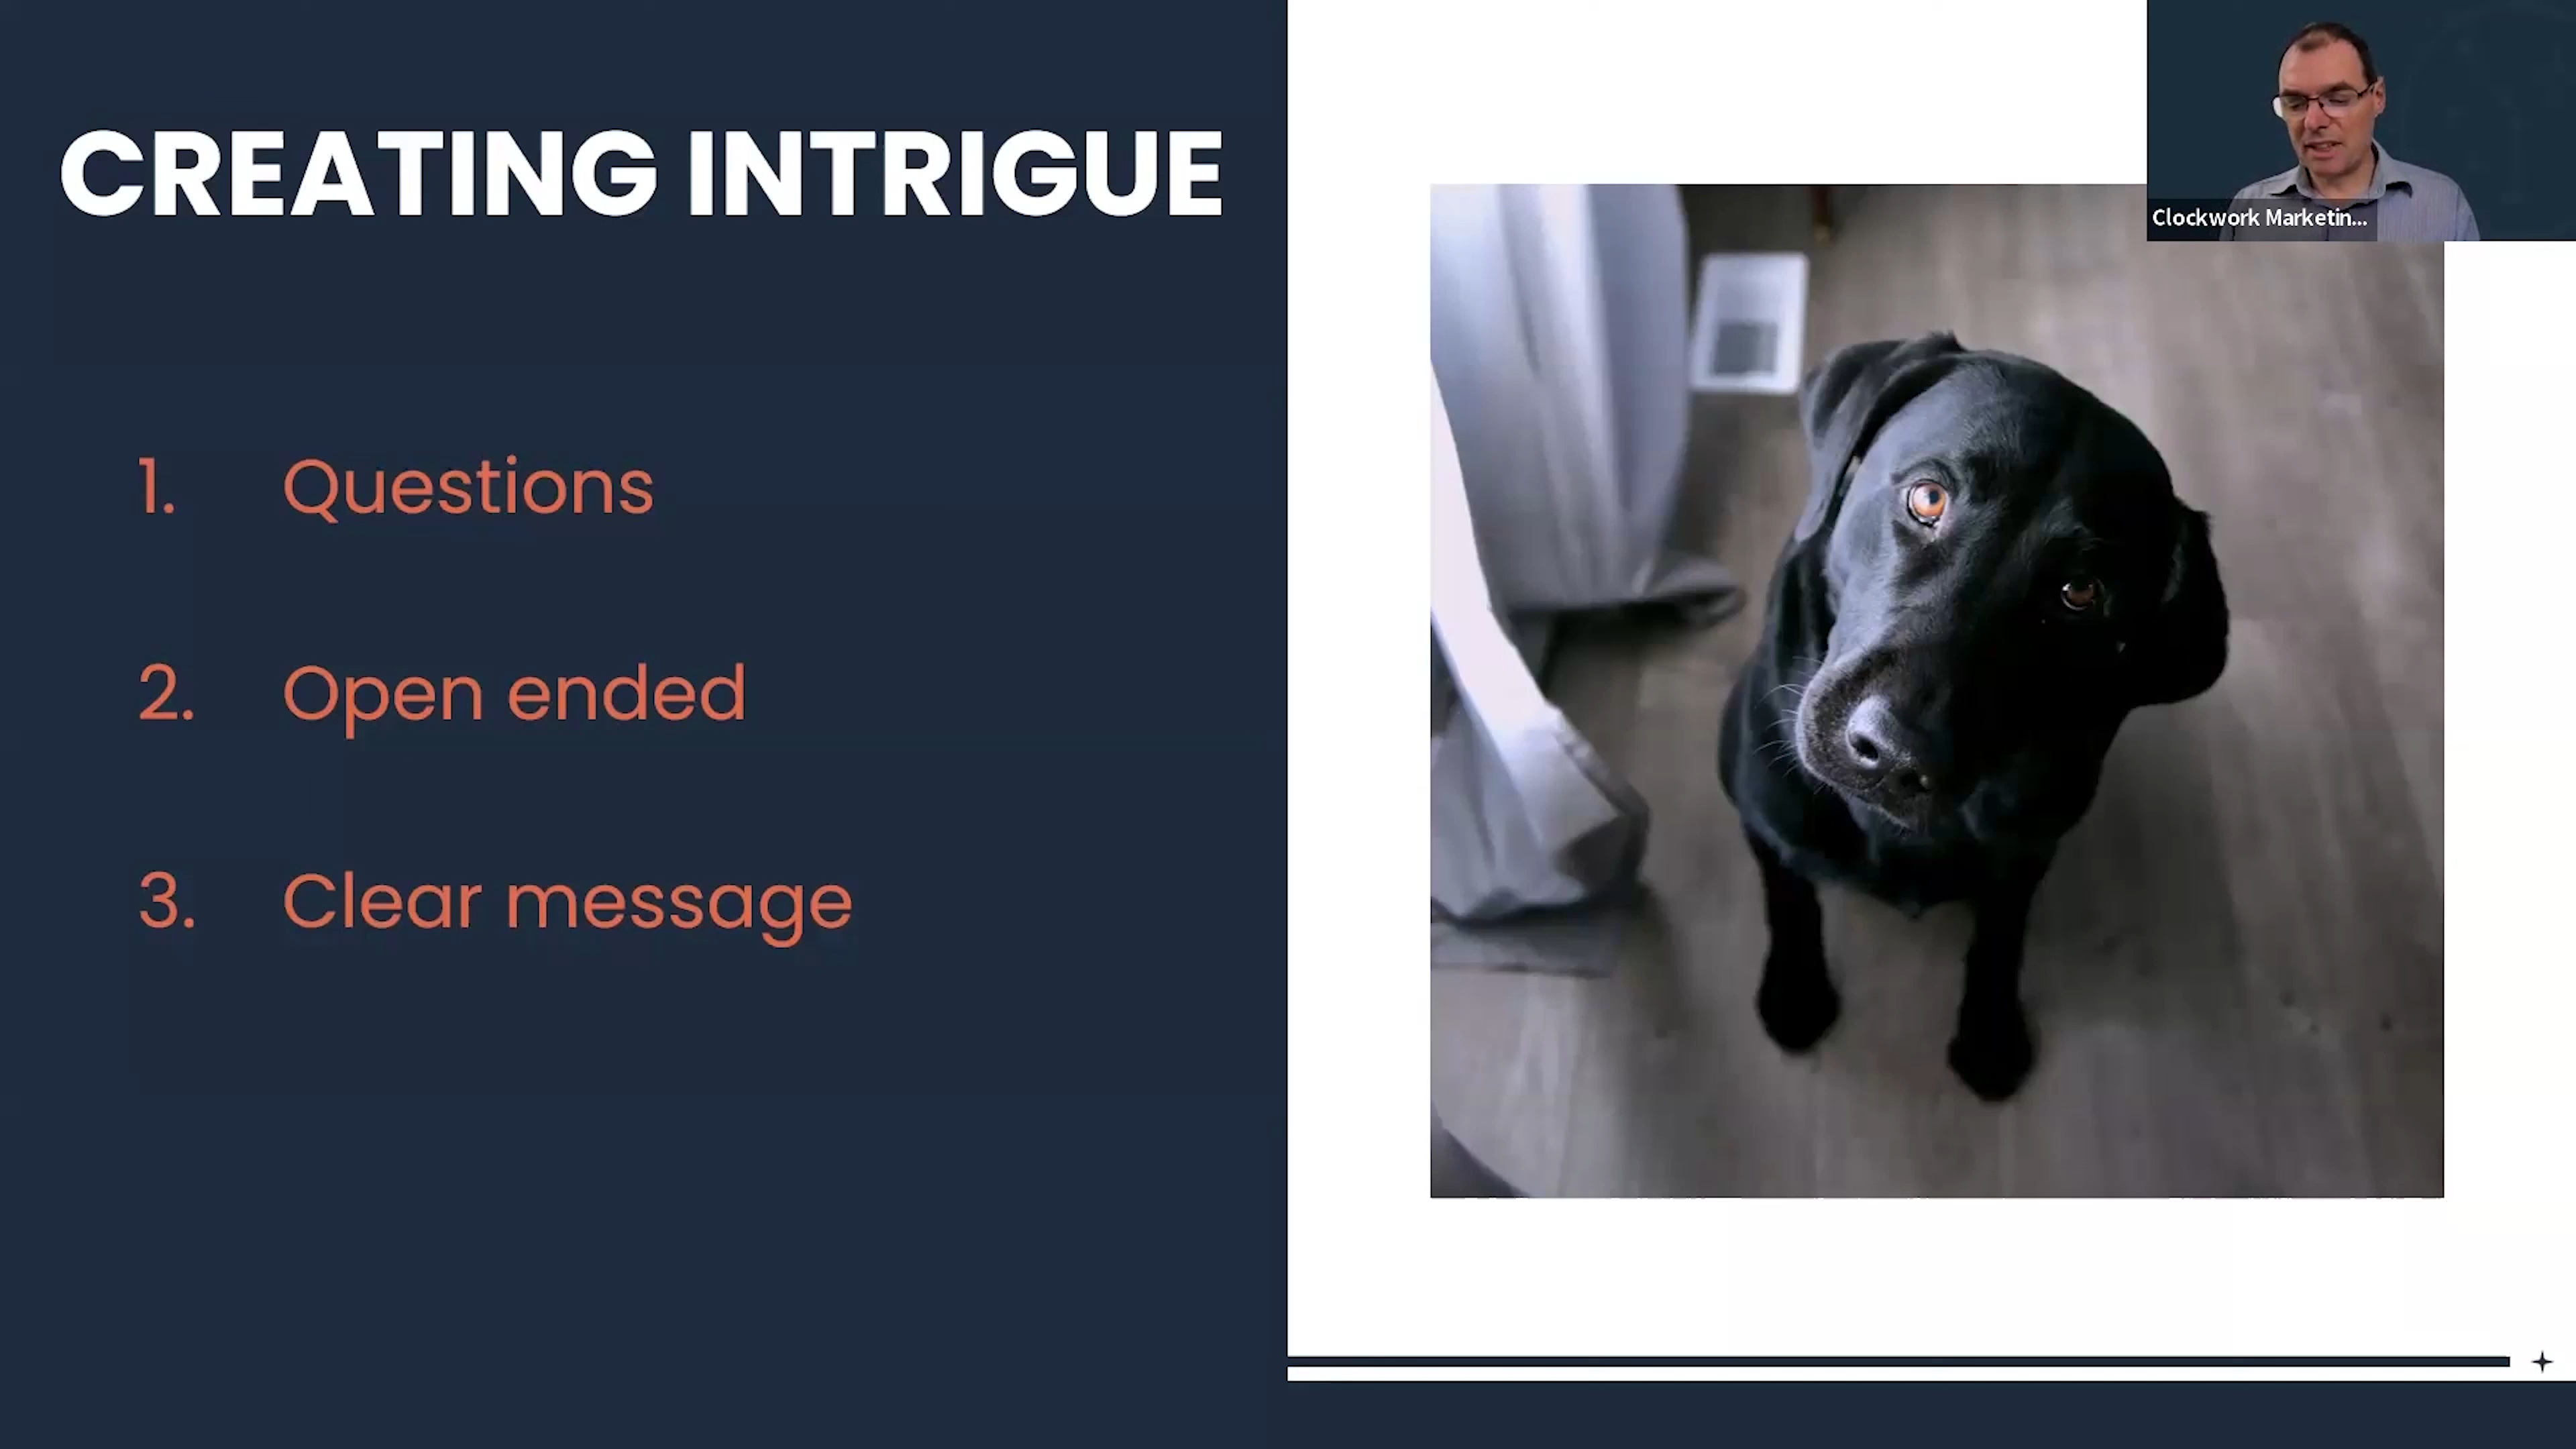 CREATING INTRIGUE
1. Questions
2. Open ended
3. Clear message
Clockwork Marketin...